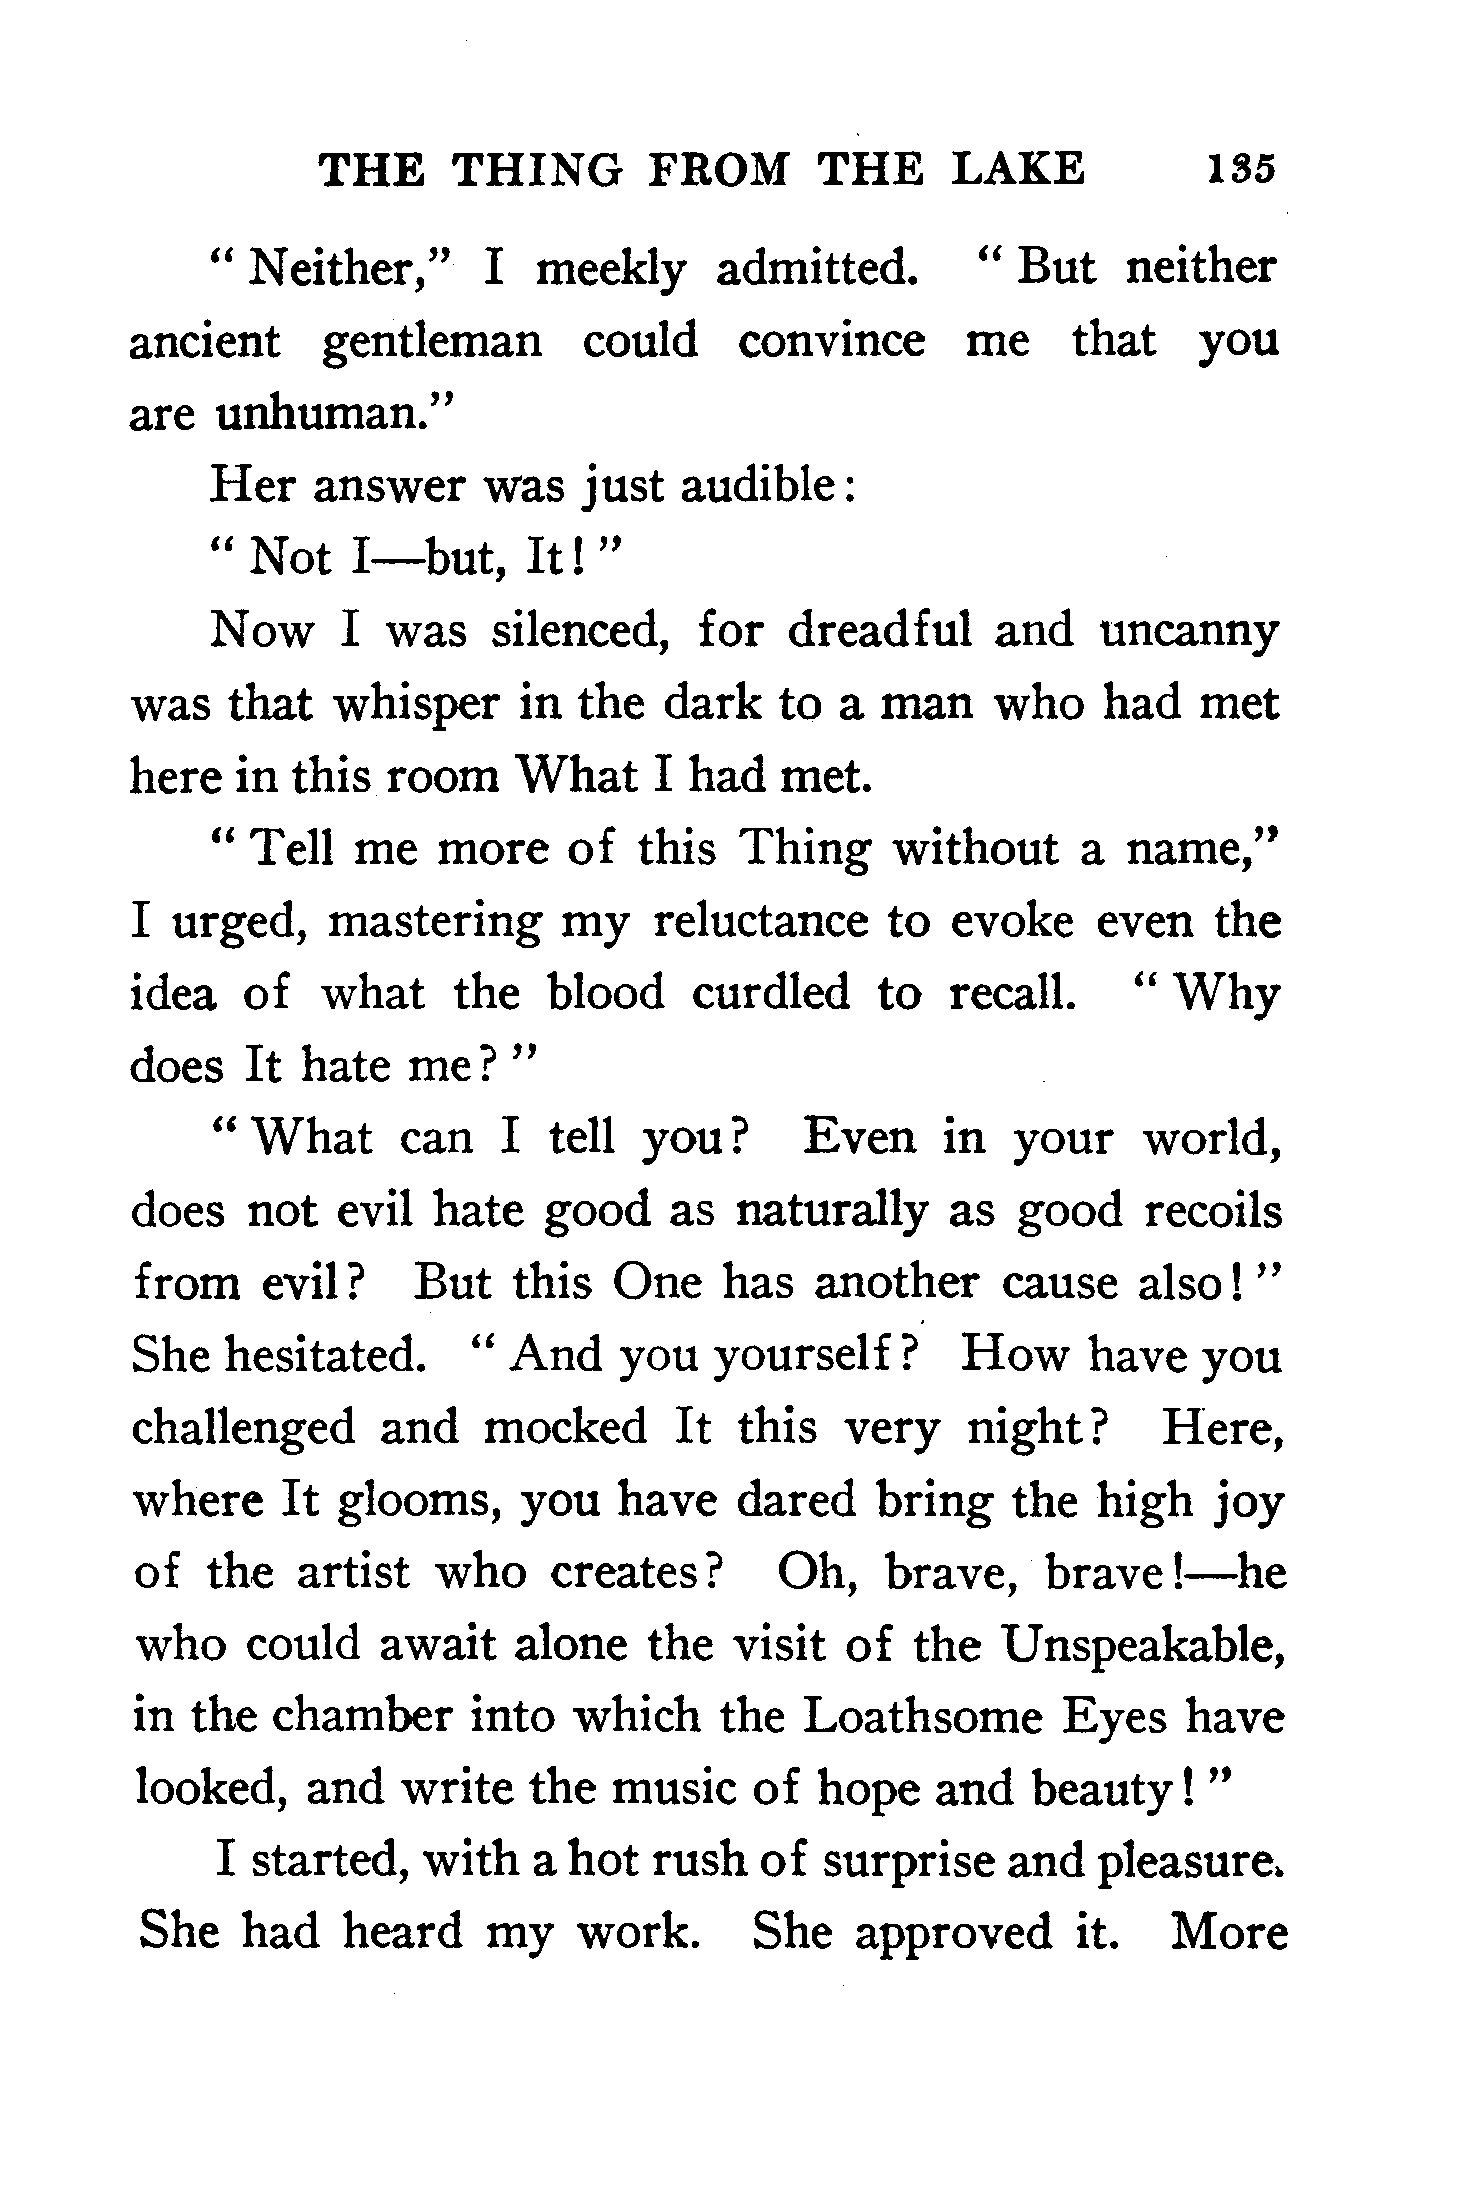 THE THING FROM THE LAKE 135
“ Neither,” I meekly admitted. “ But neither
ancient gentleman could convince me that you
are unhuman.”
Her answer was just audible:
“ Not I—but, It! ”
Now I was silenced, for dreadful and uncanny
was that whisper in the dark to a man who had met
here in this room What I had met.
“ Tell me more of this Thing without a name,”
I urged, mastering my reluctance to evoke even the
idea of what the blood curdled to recall. “ Why
does It hate me? ”
“ What can I tell you? Even in your world,
does not evil hate good as naturally as good recoils
from evil? But this One has another cause also! ”
She hesitated. “ And you yourself? How have you
challenged and mocked It this very night? Here,
where It glooms, you have dared bring the high joy
of the artist who creates? Oh, brave, brave!—he
who could await alone the visit of the Unspeakable,
in the chamber into which the Loathsome Eyes have
looked, and write the music of hope and beauty! ”
I started, with a hot rush of surprise and pleasure.
She had heard my work. She approved it. More